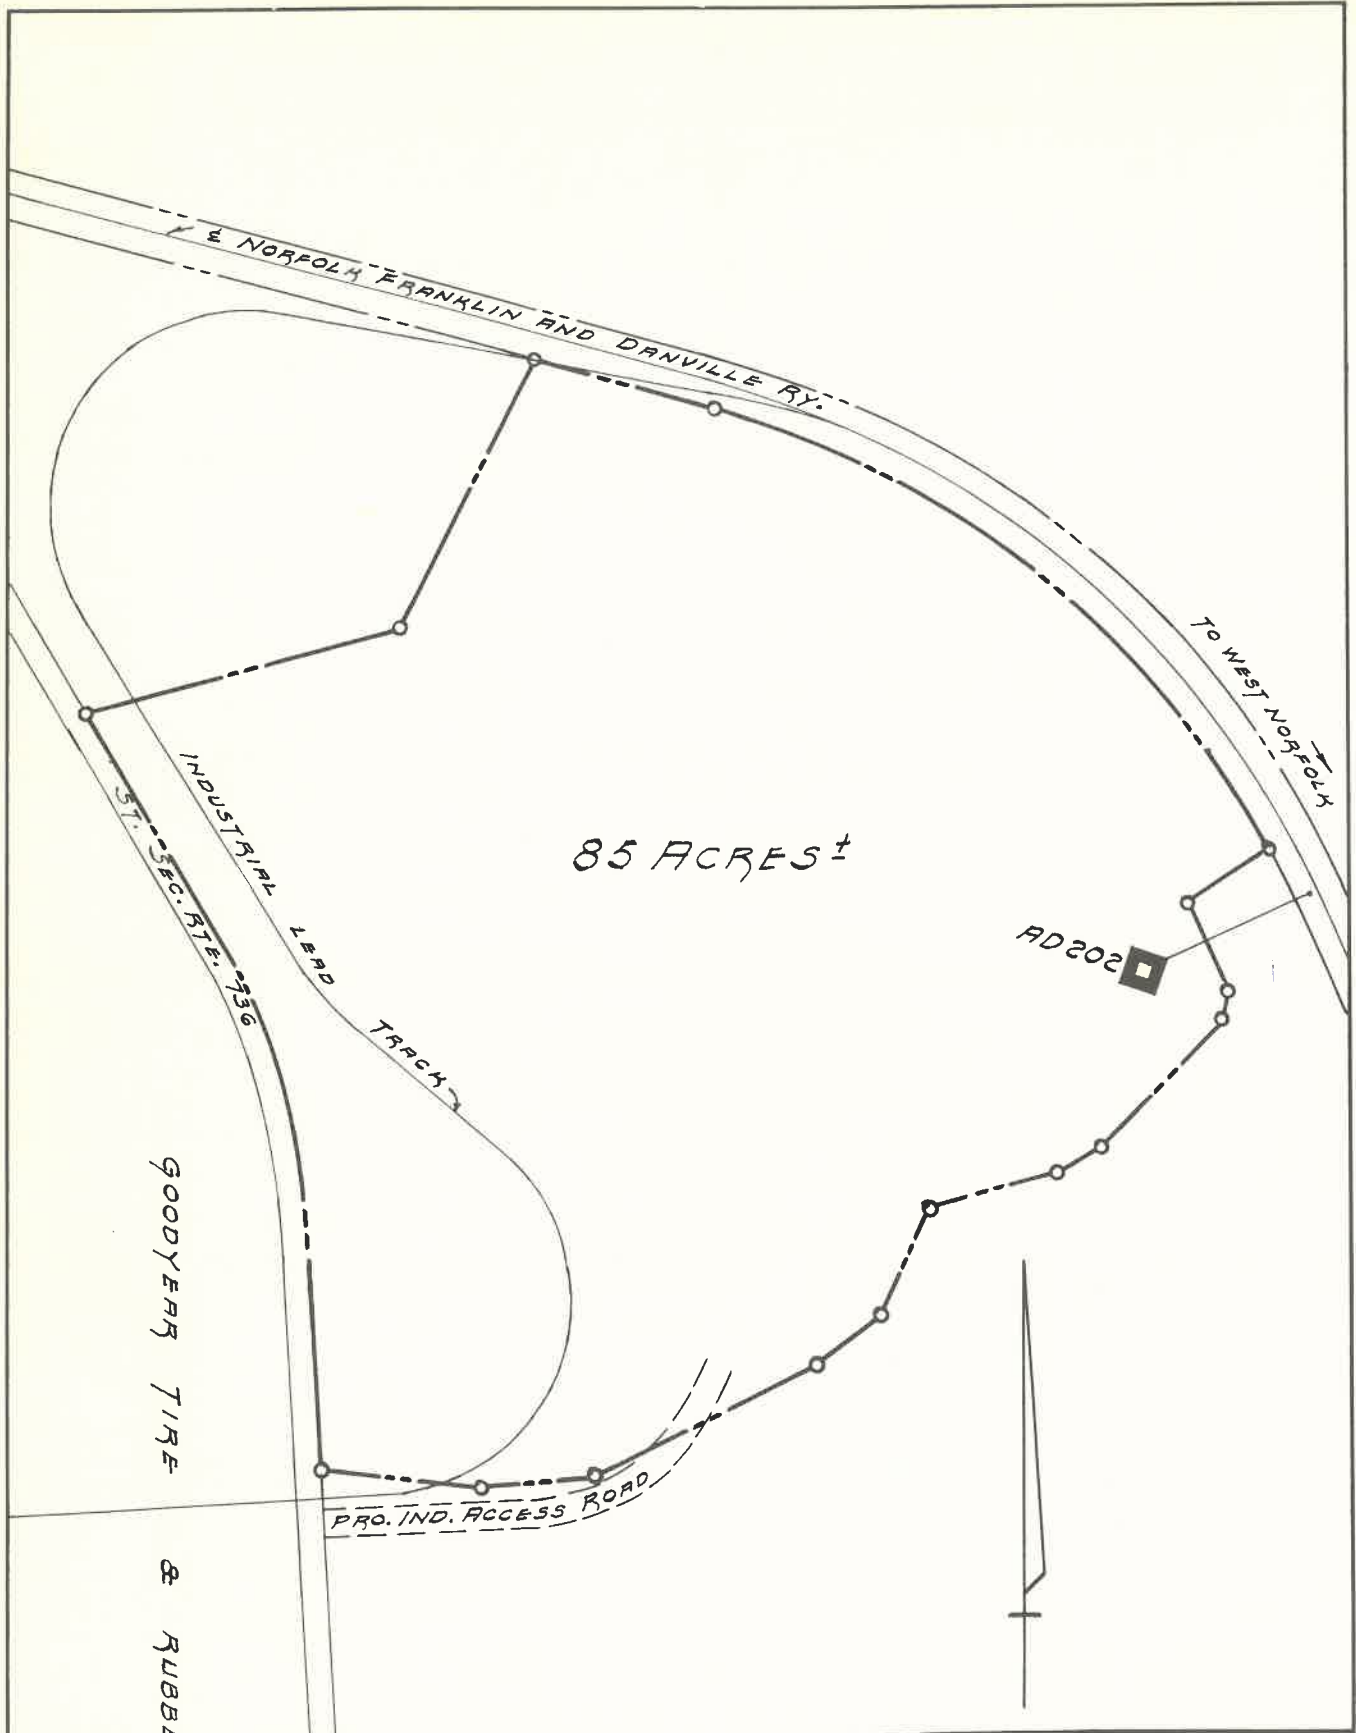 ℄ NORFOLK FRANKLIN AND DANVILLE RY.
TO WEST NORFOLK
INDUSTRIAL LEAD TRACK
ST. SEC. RTE. 736
85 ACRES±
AD202
GOODYEAR TIRE & RUBBE
PRO. IND. ACCESS ROAD